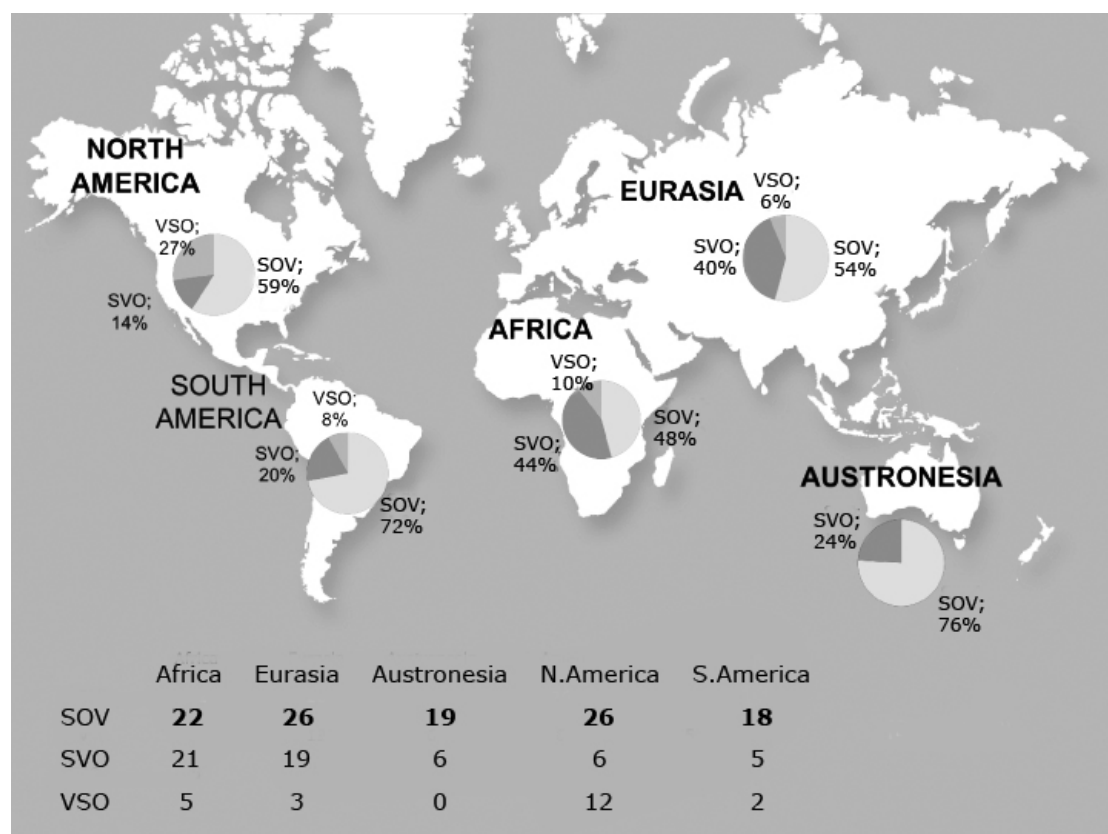 NORTH
AMERICA
VSO;
27%
SOV;
59%
SVO;
14%
EURASIA
VSO;
6%
SVO;
40%
SOV;
54%
AFRICA
VSO;
10%
SOV;
48%
SVO;
44%
SOUTH
AMERICA
VSO;
8%
SVO;
20%
SOV;
72%
AUSTRONESIA
SVO;
24%
SOV;
76%
Africa Eurasia Austronesia N.America S.America
SOV 22 26 19 26 18
SVO 21 19 6 6 5
VSO 5 3 0 12 2